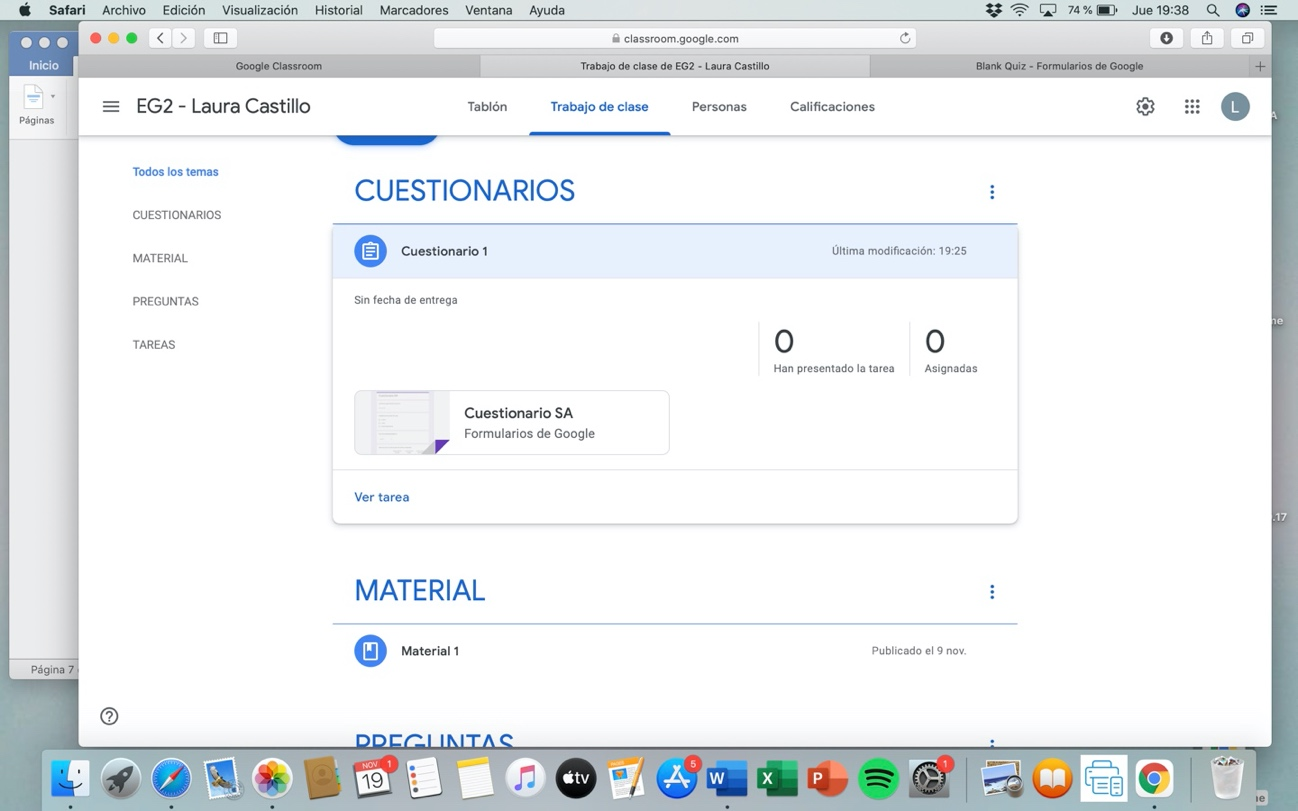 Safari Archivo Edición Visualización Historial Marcadores Ventana Ayuda 74 % Jue 19:38
classroom.google.com
Inicio
Google Classroom Trabajo de clase de EG2 - Laura Castillo Blank Quiz - Formularios de Google
Páginas
EG2 - Laura Castillo Tablón Trabajo de clase Personas Calificaciones L
Todos los temas
CUESTIONARIOS
MATERIAL
PREGUNTAS
TAREAS
CUESTIONARIOS
Cuestionario 1 Última modificación: 19:25
Sin fecha de entrega
0 0
Han presentado la tarea Asignadas
Cuestionario SA
Formularios de Google
Ver tarea
MATERIAL
Material 1 Publicado el 9 nov.
PREGUNTAS
Página 7
NOV 19 1
tv
5
W X P
1